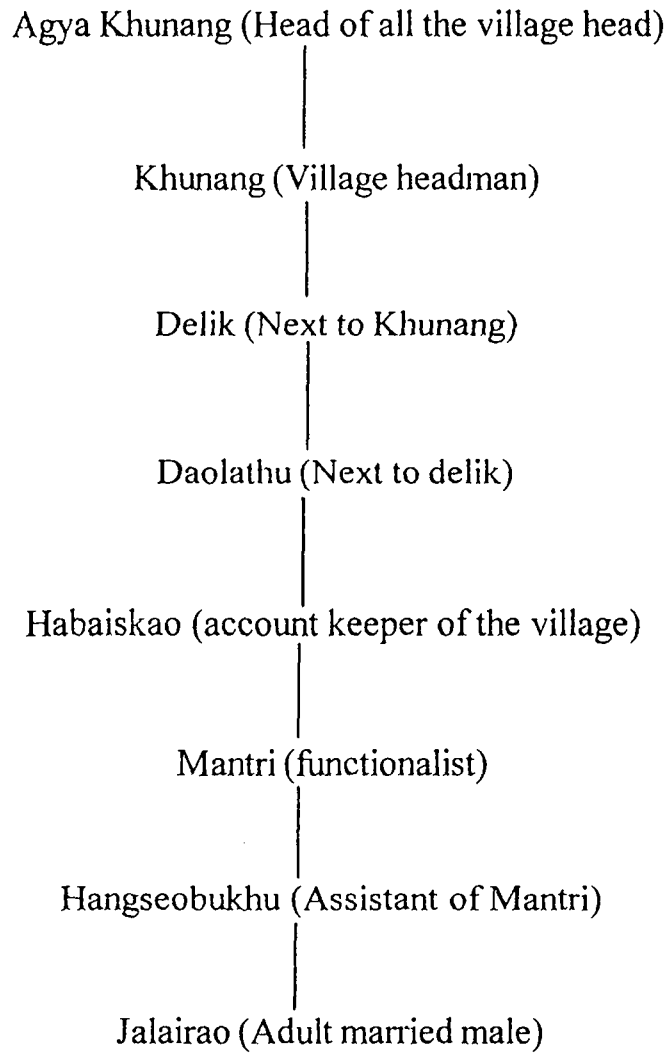 Agya Khunang (Head of all the village head)
Khunang (Village headman)
Delik (Next to Khunang)
Daolathu (Next to delik)
Habaiskao (account keeper of the village)
Mantri (functionalist)
Hangseobukhu (Assistant of Mantri)
Jalairao (Adult married male)